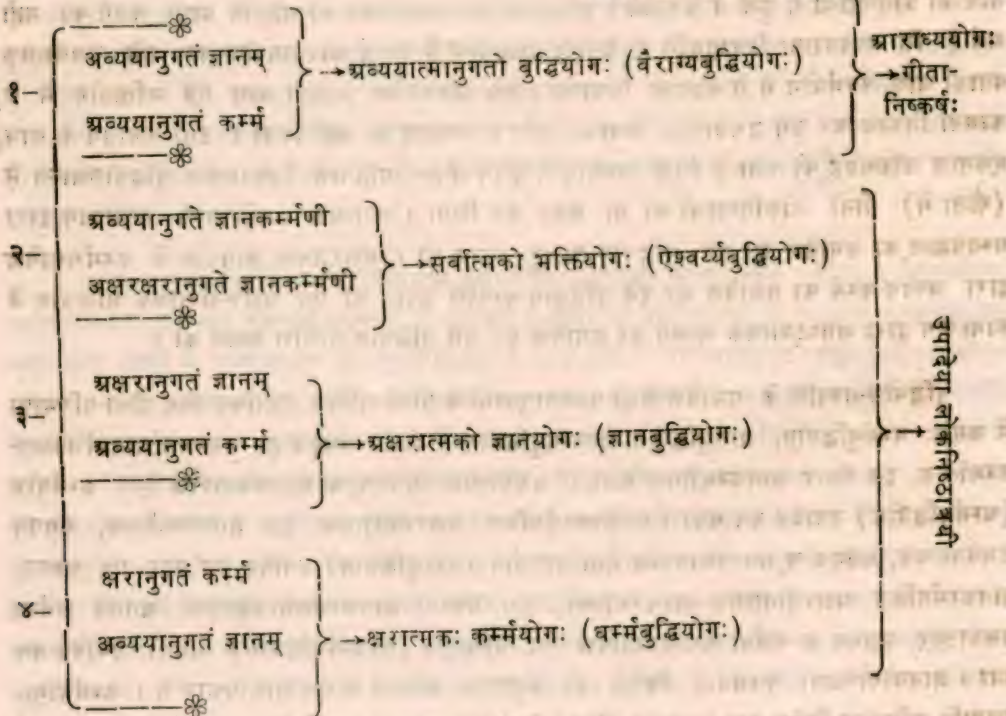 १—
अव्ययानुगतं ज्ञानम्
अव्ययानुगतं कर्म्म
→अव्ययात्मानुगतो बुद्धियोगः (वैराग्यबुद्धियोगः)
आराध्ययोगः
→गीता-
निष्कर्षः
२—
अव्ययानुगते ज्ञानकर्म्मणी
अक्षरक्षरानुगते ज्ञानकर्म्मणी
→सर्वात्मको भक्तियोगः (ऐश्वर्य्यबुद्धियोगः)
३—
अक्षरानुगतं ज्ञानम्
अव्ययानुगतं कर्म्म
→अक्षरात्मको ज्ञानयोगः (ज्ञानबुद्धियोगः)
४—
क्षरानुगतं कर्म्म
अव्ययानुगतं ज्ञानम्
→क्षरात्मकः कर्म्मयोगः (धर्म्मबुद्धियोगः)
→ उपादेया लोकनिष्ठात्रयी